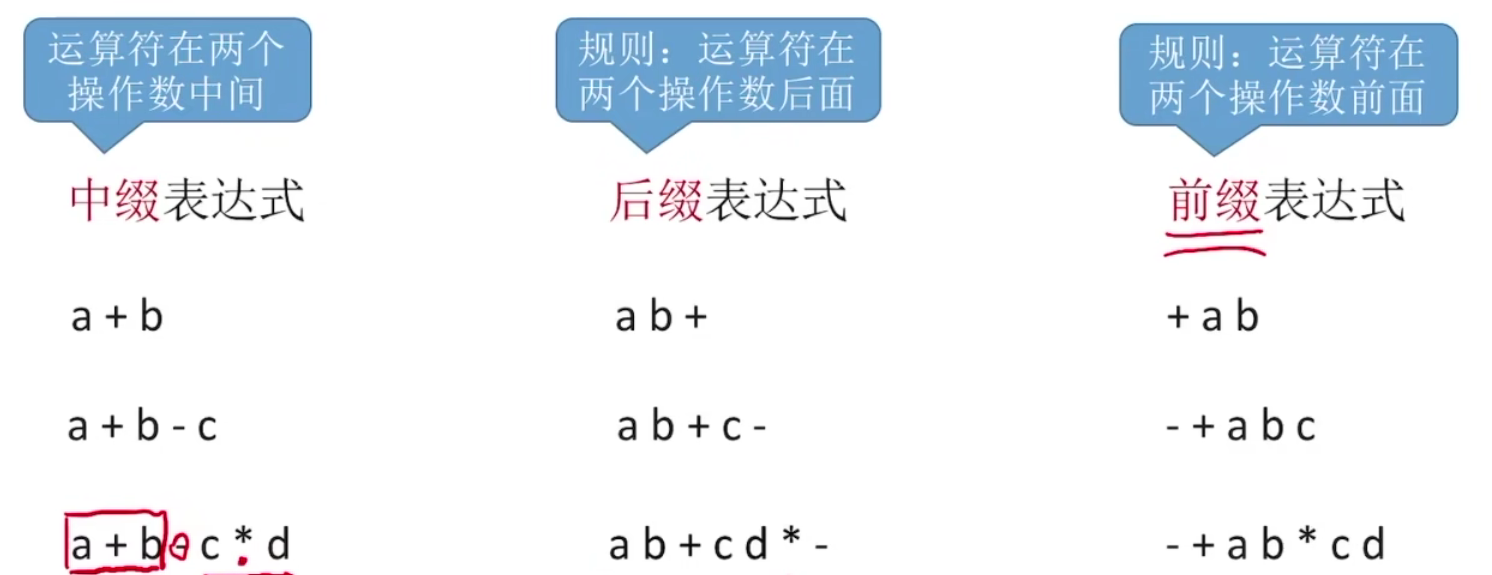 运算符在两个
操作数中间
规则：运算符在
两个操作数后面
规则：运算符在
两个操作数前面
中缀表达式
后缀表达式
前缀表达式
a + b
a b +
+ a b
a + b - c
a b + c -
- + a b c
a + b - c * d
a b + c d * -
- + a b * c d